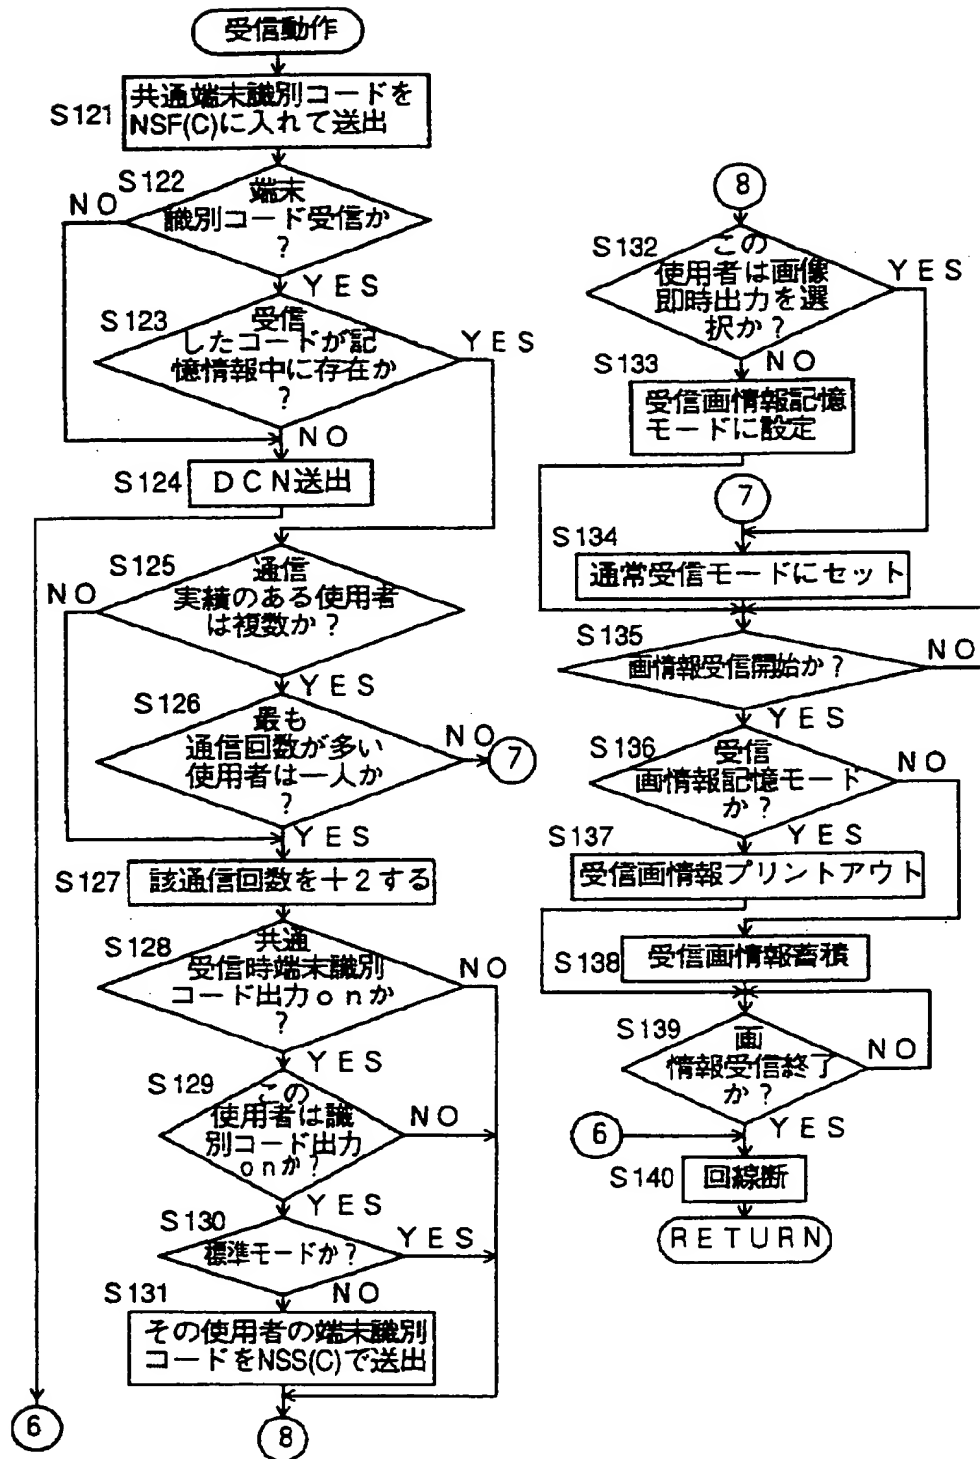 受信動作
S121
共通端末識別コードを
NSF(C)に入れて送出
S122
端末
識別コード受信か
?
NO
YES
S123
受信
したコードが記
憶情報中に存在か
?
YES
NO
S124
DCN送出
S125
通信
実績のある使用者
は複数か?
NO
YES
S126
最も
通信回数が多い
使用者は一人か
?
NO
7
YES
S127
該通信回数を+2する
S128
共通
受信時端末識別
コード出力onか
?
NO
YES
S129
この
使用者は識
別コード出力
onか?
NO
YES
S130
標準モードか?
YES
NO
S131
その使用者の端末識別
コードをNSS(C)で送出
6
8
8
S132
この
使用者は画像
即時出力を選
択か?
YES
NO
S133
受信画情報記憶
モードに設定
7
S134
通常受信モードにセット
S135
画情報受信開始か?
NO
YES
S136
受信
画情報記憶モード
か?
NO
YES
S137
受信画情報プリントアウト
S138
受信画情報蓄積
S139
画
情報受信終了
か?
NO
YES
6
S140
回線断
RETURN